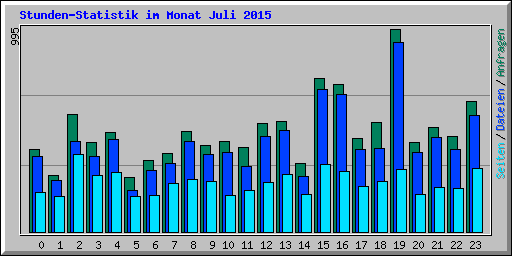 Stunden-Statistik im Monat Juli 2015
995
Seiten / Dateien / Anfragen
0 1 2 3 4 5 6 7 8 9 10 11 12 13 14 15 16 17 18 19 20 21 22 23